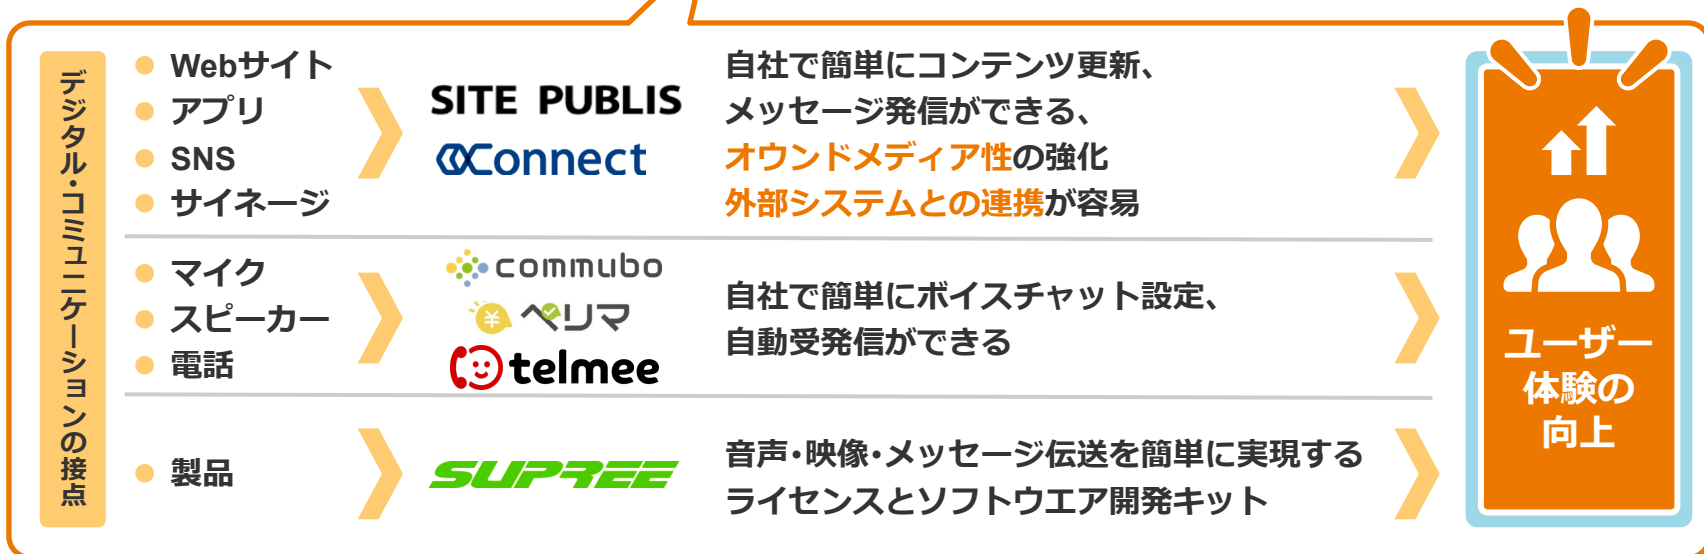 デジタル・コミュニケーションの接点
Webサイト
アプリ
SNS
サイネージ
SITE PUBLIS
Connect
自社で簡単にコンテンツ更新、
メッセージ発信ができる、
オウンドメディア性の強化
外部システムとの連携が容易
マイク
スピーカー
電話
commubo
¥ ペリマ
telmee
自社で簡単にボイスチャット設定、
自動受発信ができる
製品
SUPREE
音声・映像・メッセージ伝送を簡単に実現する
ライセンスとソフトウエア開発キット
ユーザー
体験の
向上